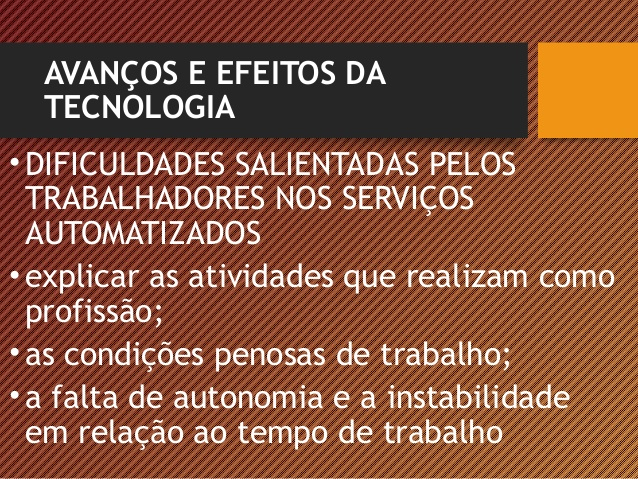 AVANÇOS E EFEITOS DA
TECNOLOGIA
• DIFICULDADES SALIENTADAS PELOS
TRABALHADORES NOS SERVIÇOS
AUTOMATIZADOS
• explicar as atividades que realizam como
profissão;
• as condições penosas de trabalho;
• a falta de autonomia e a instabilidade
em relação ao tempo de trabalho